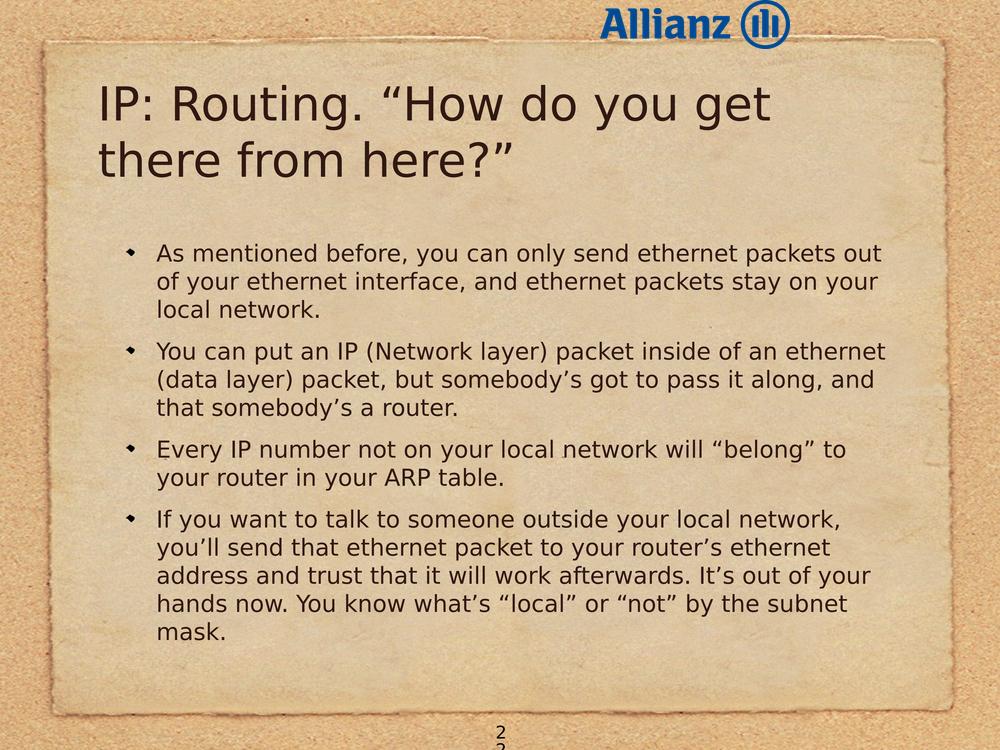 Allianz
IP: Routing. “How do you get
there from here?”
As mentioned before, you can only send ethernet packets out
of your ethernet interface, and ethernet packets stay on your
local network.
You can put an IP (Network layer) packet inside of an ethernet
(data layer) packet, but somebody’s got to pass it along, and
that somebody’s a router.
Every IP number not on your local network will “belong” to
your router in your ARP table.
If you want to talk to someone outside your local network,
you’ll send that ethernet packet to your router’s ethernet
address and trust that it will work afterwards. It’s out of your
hands now. You know what’s “local” or “not” by the subnet
mask.
2
2